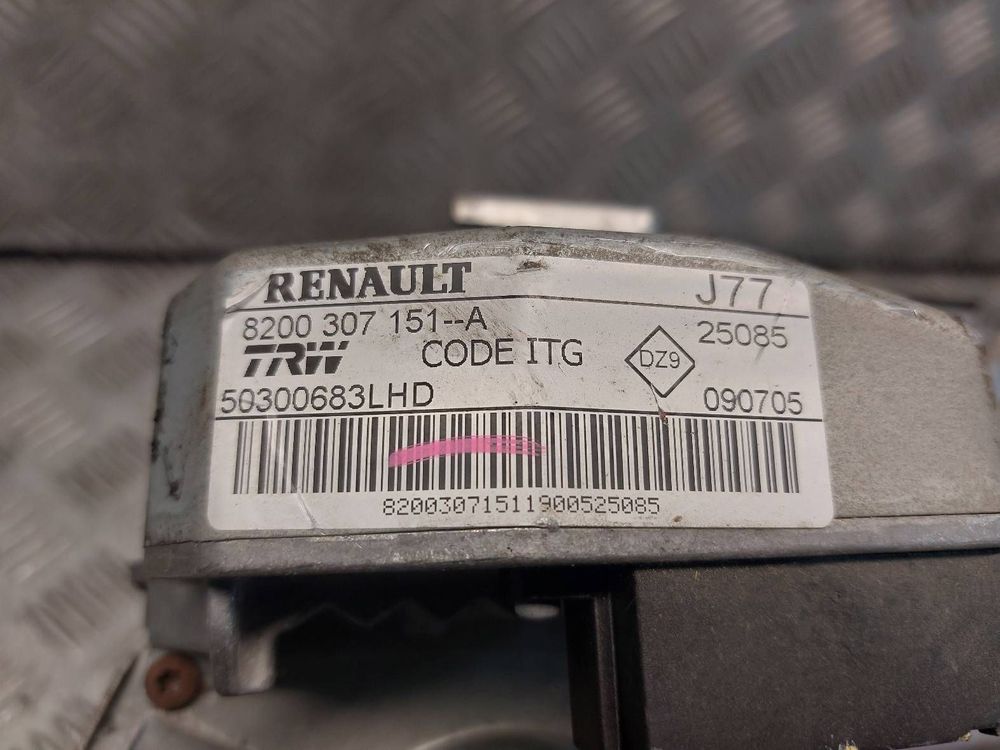 RENAULT J77
8200 307 151--A 25085
TRW CODE ITG DZ9
50300683LHD 090705
82003071511900525085